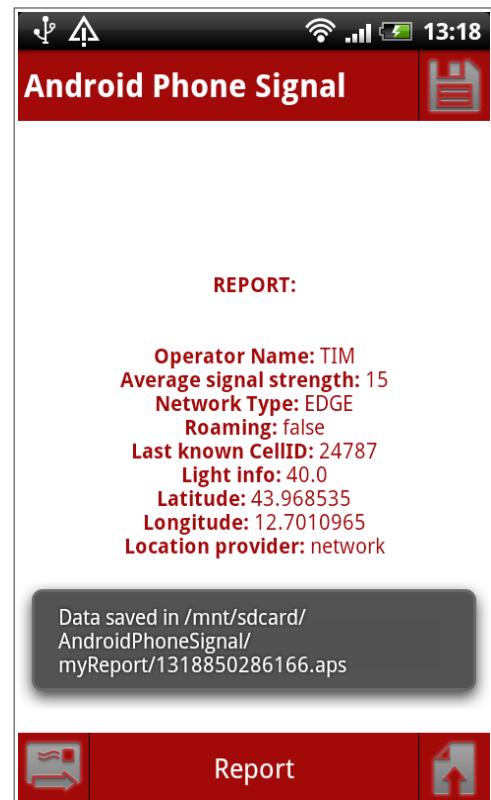 13:18
Android Phone Signal
REPORT:
Operator Name: TIM
Average signal strength: 15
Network Type: EDGE
Roaming: false
Last known CellID: 24787
Light info: 40.0
Latitude: 43.968535
Longitude: 12.7010965
Location provider: network
Data saved in /mnt/sdcard/
AndroidPhoneSignal/
myReport/1318850286166.aps
Report